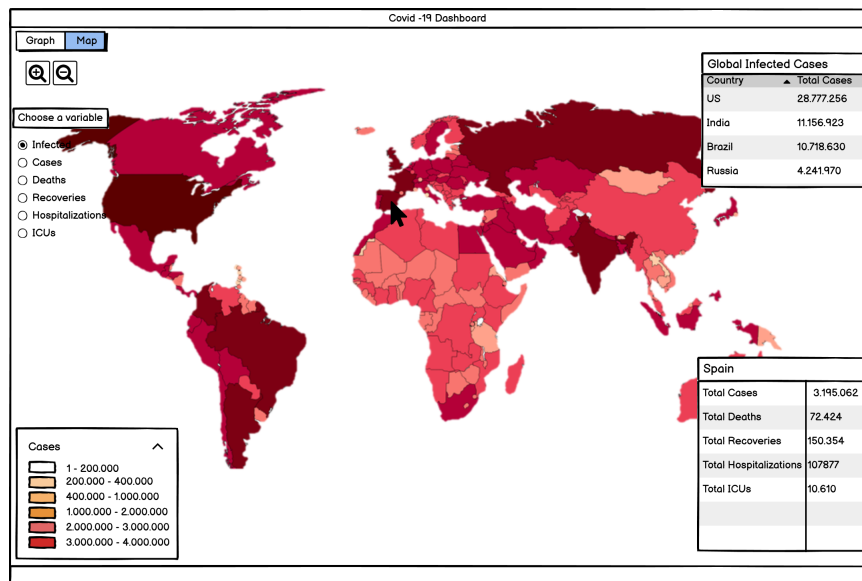 Covid -19 Dashboard
Graph Map
Choose a variable
Infected
Cases
Deaths
Recoveries
Hospitalizations
ICUs
Global Infected Cases
Country Total Cases
US 28.777.256
India 11.156.923
Brazil 10.718.630
Russia 4.241.970
Spain
Total Cases 3.195.062
Total Deaths 72.424
Total Recoveries 150.354
Total Hospitalizations 107877
Total ICUs 10.610
Cases
1 - 200.000
200.000 - 400.000
400.000 - 1.000.000
1.000.000 - 2.000.000
2.000.000 - 3.000.000
3.000.000 - 4.000.000